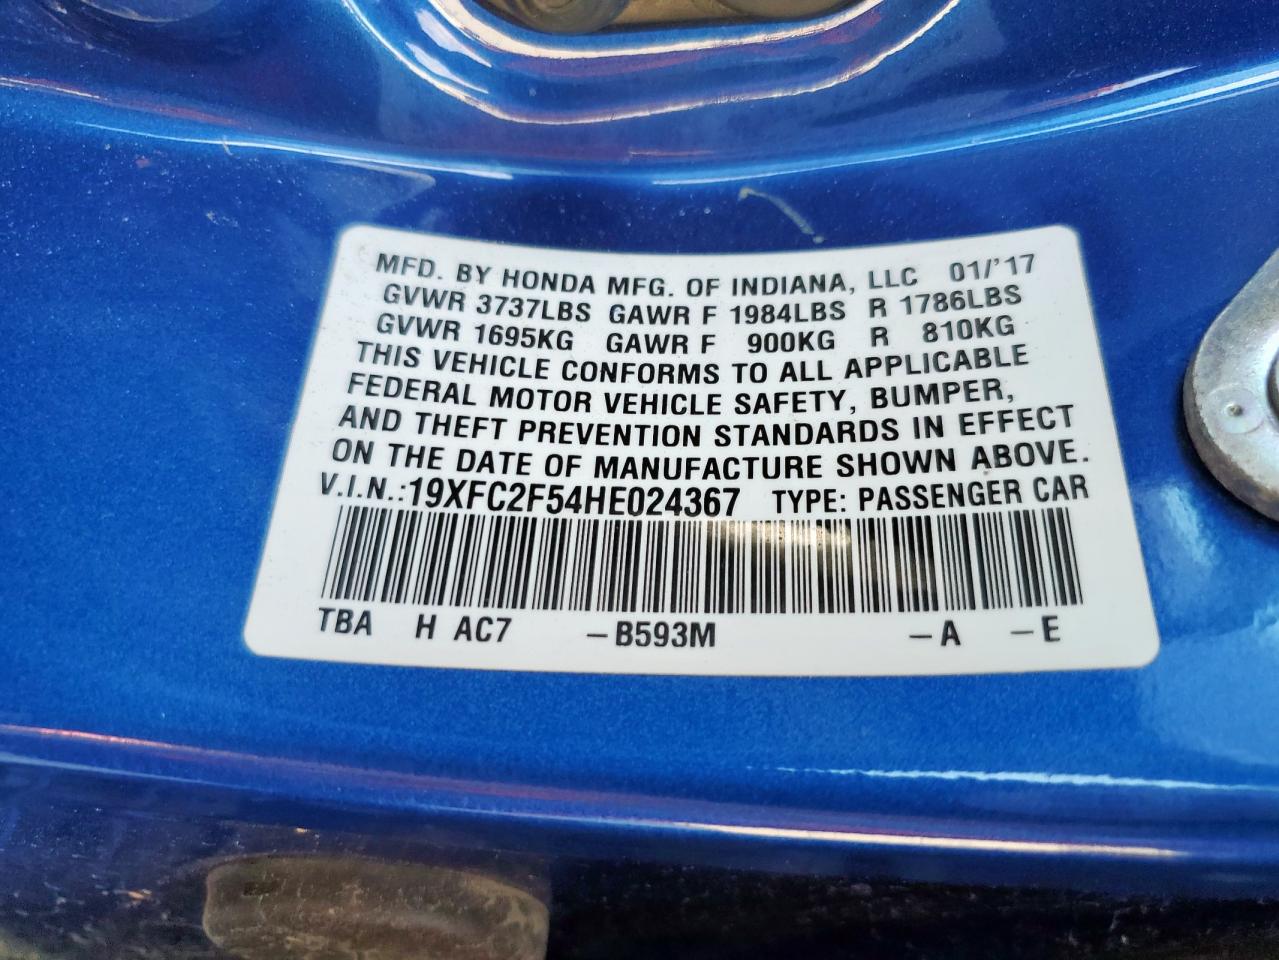 MFD. BY HONDA MFG. OF INDIANA, LLC 01/'17
GVWR 3737LBS GAWR F 1984LBS R 1786LBS
GVWR 1695KG GAWR F 900KG R 810KG
THIS VEHICLE CONFORMS TO ALL APPLICABLE
FEDERAL MOTOR VEHICLE SAFETY, BUMPER,
AND THEFT PREVENTION STANDARDS IN EFFECT
ON THE DATE OF MANUFACTURE SHOWN ABOVE.
V.I.N.:19XFC2F54HE024367 TYPE: PASSENGER CAR
TBA H AC7 -B593M -A -E